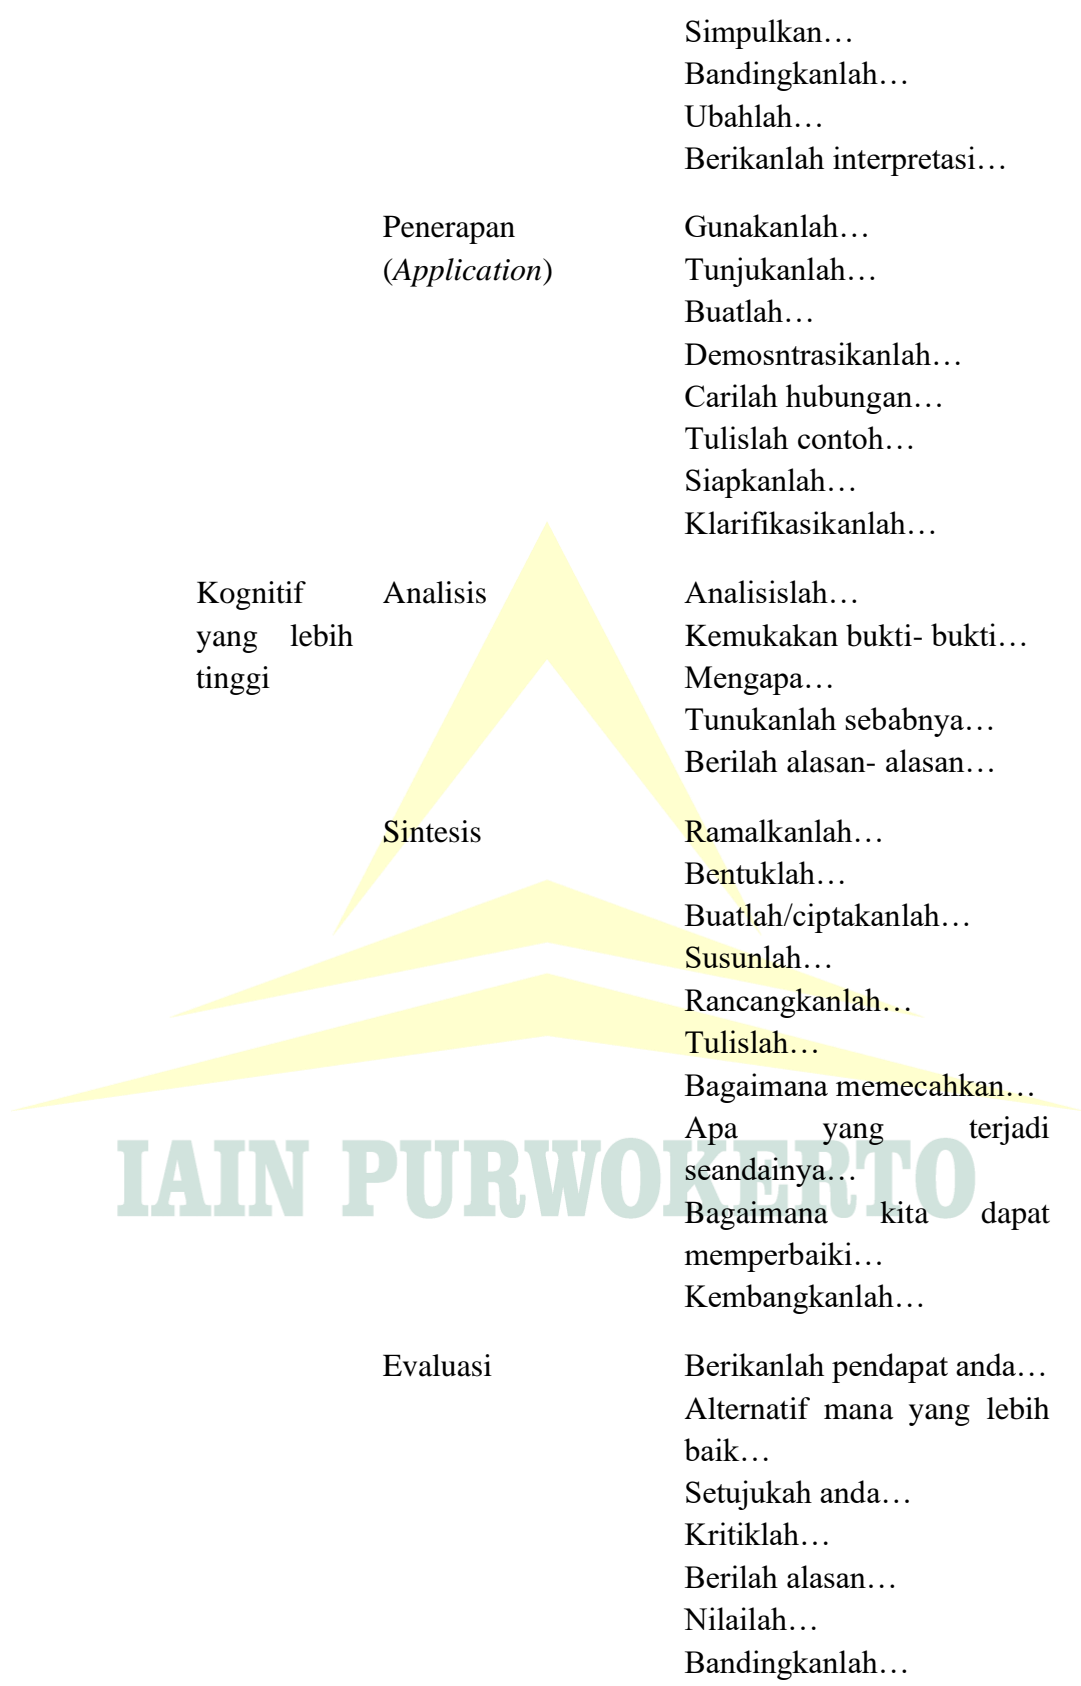 Simpulkan…
Bandingkanlah…
Ubahlah…
Berikanlah interpretasi…
Penerapan
(Application)
Gunakanlah…
Tunjukanlah…
Buatlah…
Demosntrasikanlah…
Carilah hubungan…
Tulislah contoh…
Siapkanlah…
Klarifikasikanlah…
Kognitif
yang lebih
tinggi
Analisis
Analisislah…
Kemukakan bukti- bukti…
Mengapa…
Tunukanlah sebabnya…
Berilah alasan- alasan…
Sintesis
Ramalkanlah…
Bentuklah…
Buatlah/ciptakanlah…
Susunlah…
Rancangkanlah…
Tulislah…
Bagaimana memecahkan…
Apa yang terjadi
seandainya…
Bagaimana kita dapat
memperbaiki…
Kembangkanlah…
IAIN PURWOKERTO
Evaluasi
Berikanlah pendapat anda…
Alternatif mana yang lebih
baik…
Setujukah anda…
Kritiklah…
Berilah alasan…
Nilailah…
Bandingkanlah…